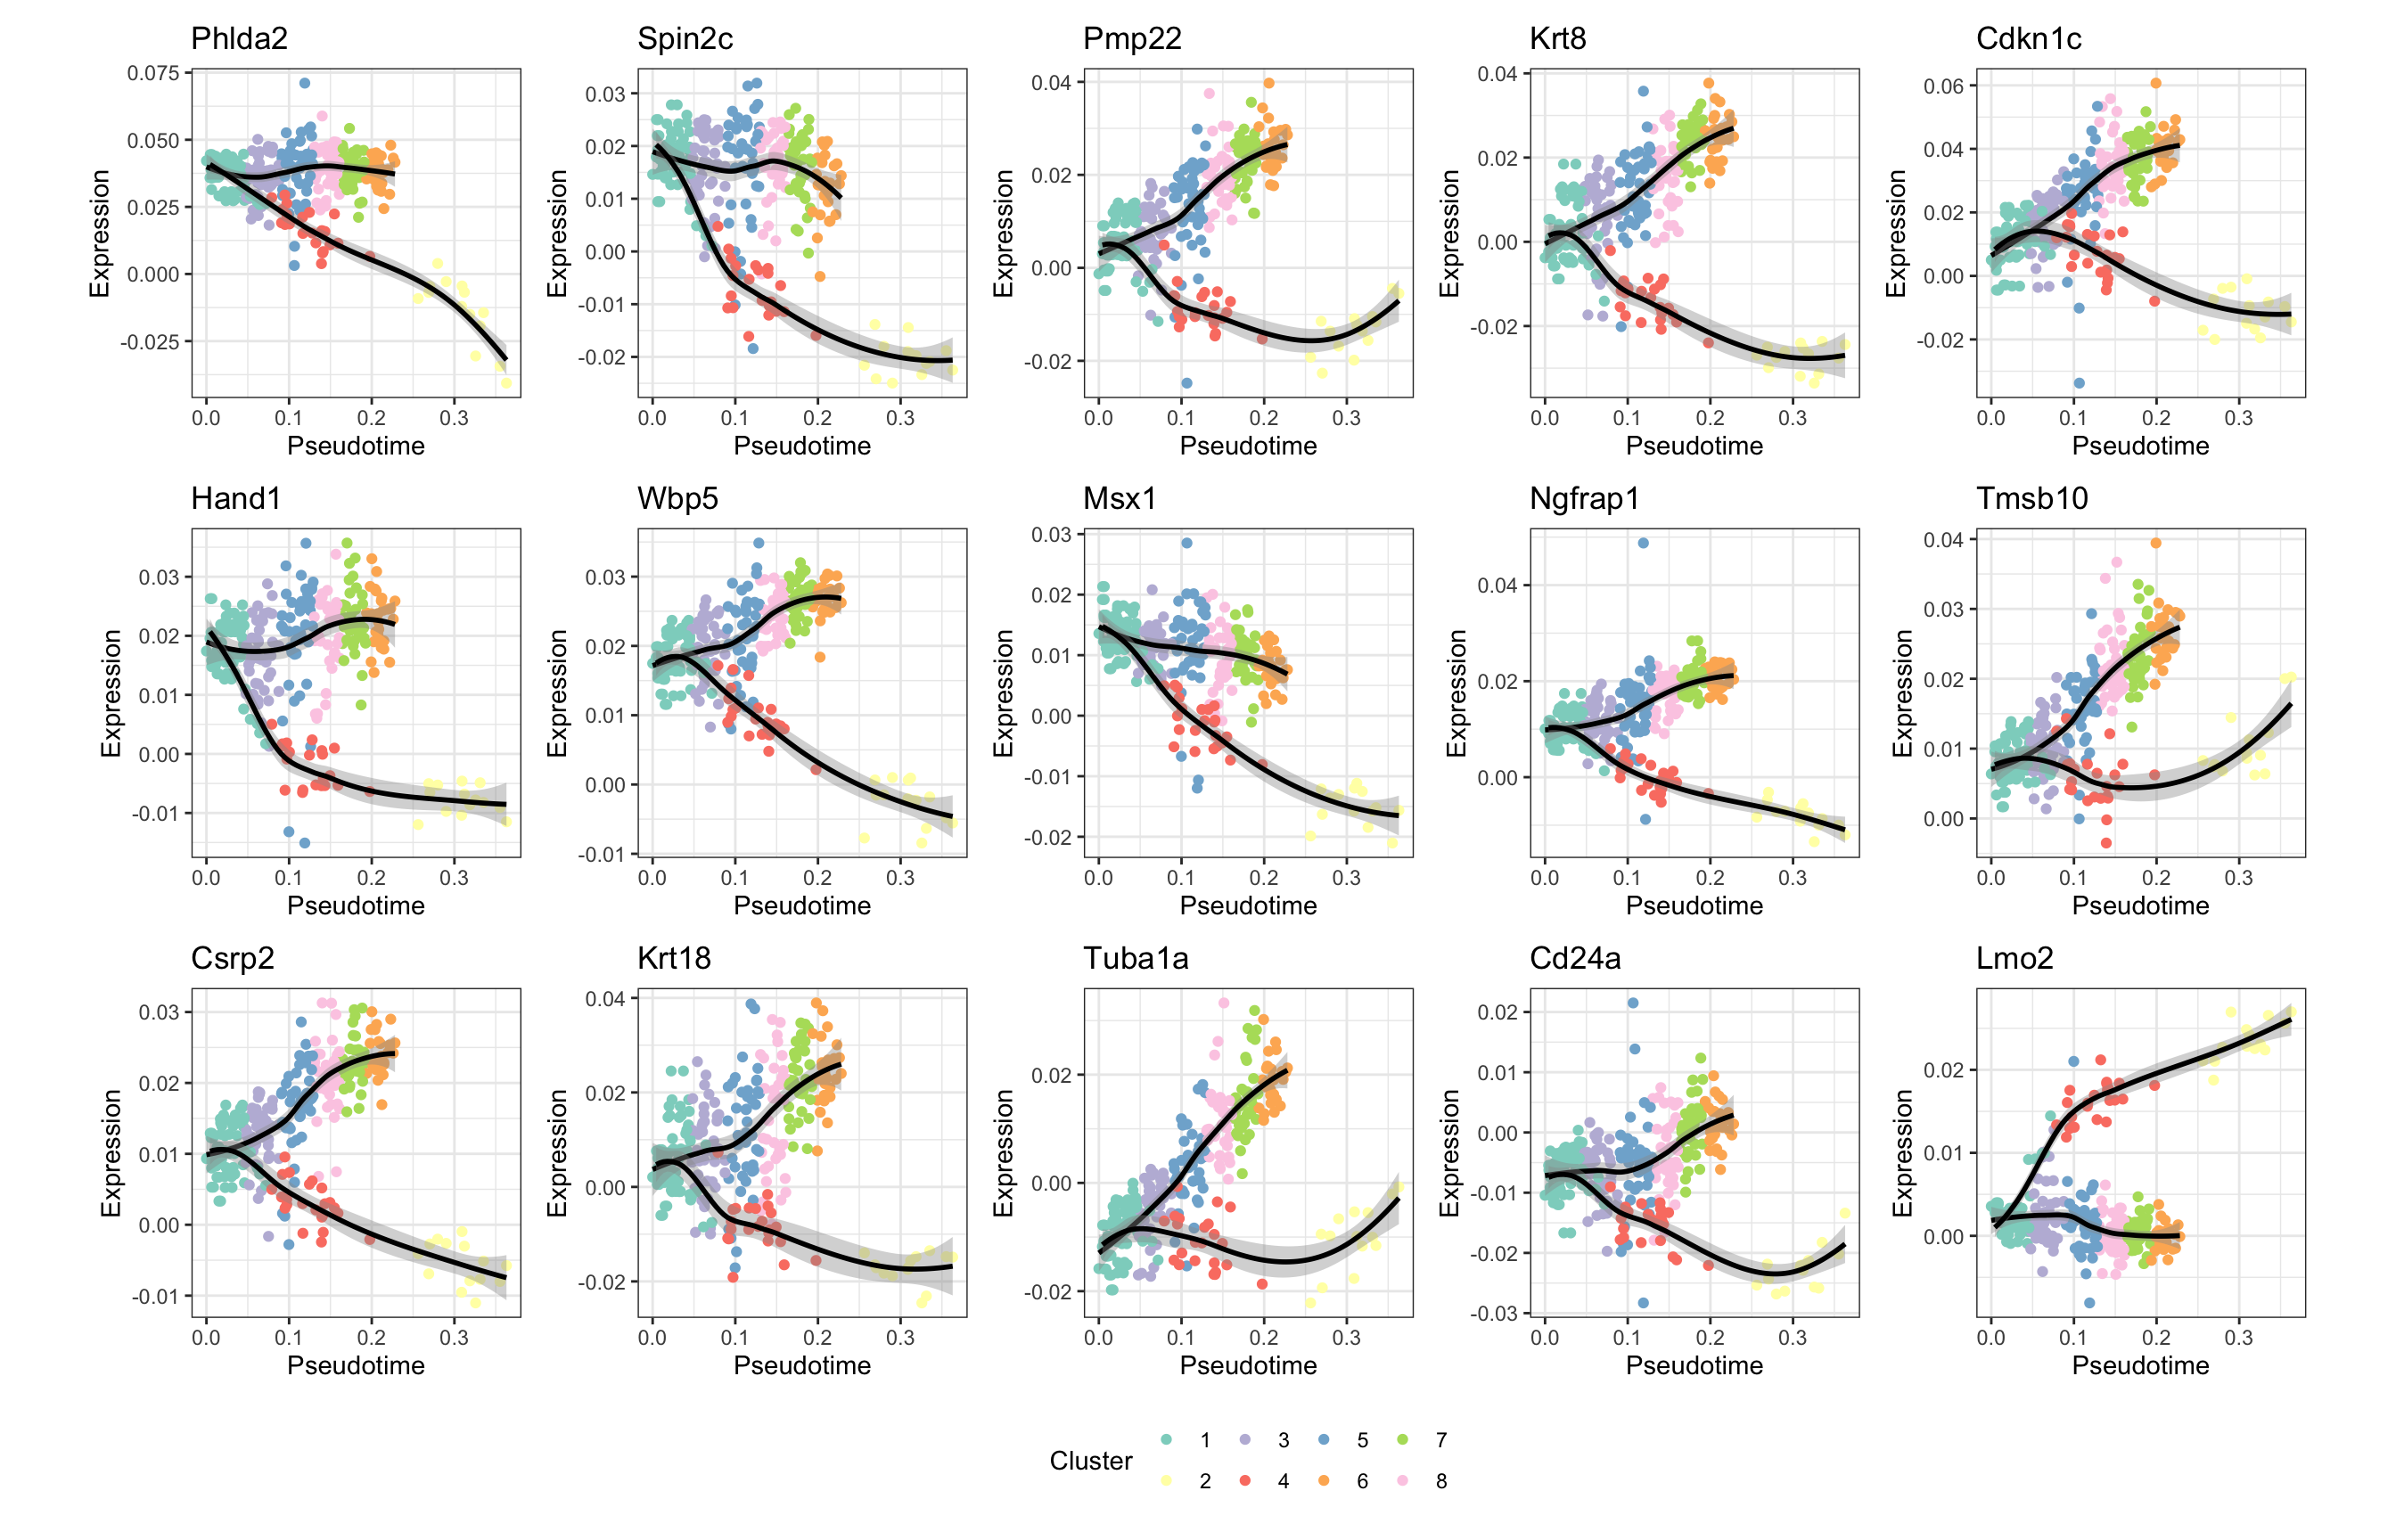 Phlda2 Spin2c Pmp22 Krt8 Cdkn1c
0.075 0.050 0.025 0.000 -0.025 Expression 0.0 0.1 0.2 0.3 Pseudotime
0.03 0.02 0.01 0.00 -0.01 -0.02 Expression 0.0 0.1 0.2 0.3 Pseudotime
0.04 0.02 0.00 -0.02 Expression 0.0 0.1 0.2 0.3 Pseudotime
0.04 0.02 0.00 -0.02 Expression 0.0 0.1 0.2 0.3 Pseudotime
0.06 0.04 0.02 0.00 -0.02 Expression 0.0 0.1 0.2 0.3 Pseudotime
Hand1 Wbp5 Msx1 Ngfrap1 Tmsb10
0.03 0.02 0.01 0.00 -0.01 Expression 0.0 0.1 0.2 0.3 Pseudotime
0.03 0.02 0.01 0.00 -0.01 Expression 0.0 0.1 0.2 0.3 Pseudotime
0.03 0.02 0.01 0.00 -0.01 -0.02 Expression 0.0 0.1 0.2 0.3 Pseudotime
0.04 0.02 0.00 Expression 0.0 0.1 0.2 0.3 Pseudotime
0.04 0.03 0.02 0.01 0.00 Expression 0.0 0.1 0.2 0.3 Pseudotime
Csrp2 Krt18 Tuba1a Cd24a Lmo2
0.03 0.02 0.01 0.00 -0.01 Expression 0.0 0.1 0.2 0.3 Pseudotime
0.04 0.02 0.00 -0.02 Expression 0.0 0.1 0.2 0.3 Pseudotime
0.02 0.00 -0.02 Expression 0.0 0.1 0.2 0.3 Pseudotime
0.02 0.01 0.00 -0.01 -0.02 -0.03 Expression 0.0 0.1 0.2 0.3 Pseudotime
0.02 0.01 0.00 Expression 0.0 0.1 0.2 0.3 Pseudotime
Cluster
1 3 5 7
2 4 6 8